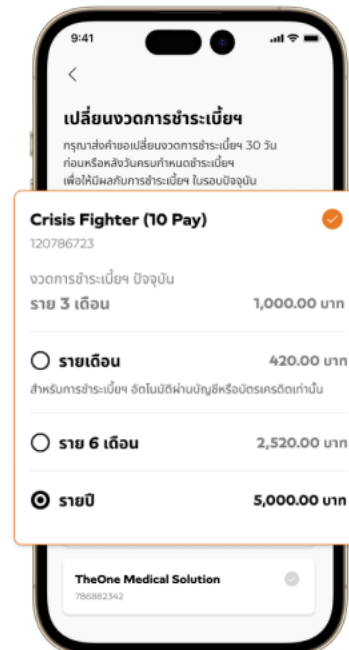 9:41
เปลี่ยนงวดการชำระเบี้ยฯ
กรุณาส่งคำขอเปลี่ยนงวดการชำระเบี้ยฯ 30 วัน
ก่อนหรือหลังวันครบกำหนดชำระเบี้ยฯ
เพื่อให้มีผลกับการชำระเบี้ยฯ ในรอบปัจจุบัน
Crisis Fighter (10 Pay)
120786723
งวดการชำระเบี้ยฯ ปัจจุบัน
ราย 3 เดือน 1,000.00 บาท
รายเดือน 420.00 บาท
สำหรับการชำระเบี้ยฯ อัตโนมัติผ่านบัญชีหรือบัตรเครดิตเท่านั้น
ราย 6 เดือน 2,520.00 บาท
รายปี 5,000.00 บาท
TheOne Medical Solution
786882342